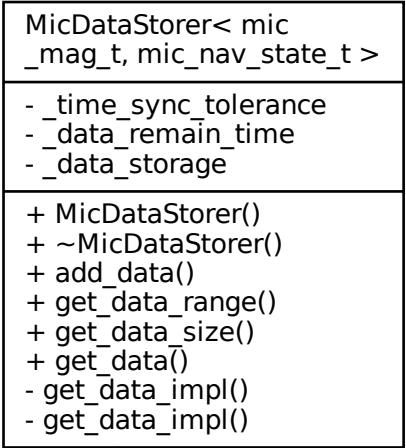 MicDataStorer< mic
_mag_t, mic_nav_state_t >
- _time_sync_tolerance
- _data_remain_time
- _data_storage
+ MicDataStorer()
+ ~MicDataStorer()
+ add_data()
+ get_data_range()
+ get_data_size()
+ get_data()
- get_data_impl()
- get_data_impl()